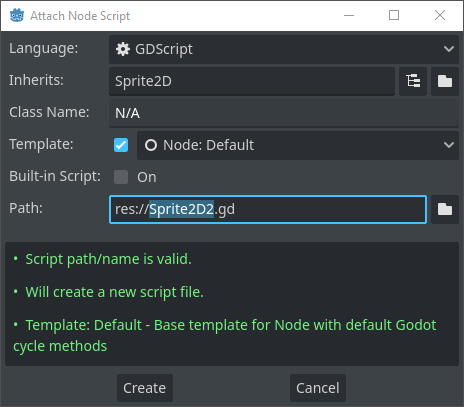 Attach Node Script
Language: GDScript
Inherits: Sprite2D
Class Name: N/A
Template: Node: Default
Built-in Script: On
Path: res://Sprite2D2.gd
• Script path/name is valid.
• Will create a new script file.
• Template: Default - Base template for Node with default Godot
cycle methods
Create Cancel